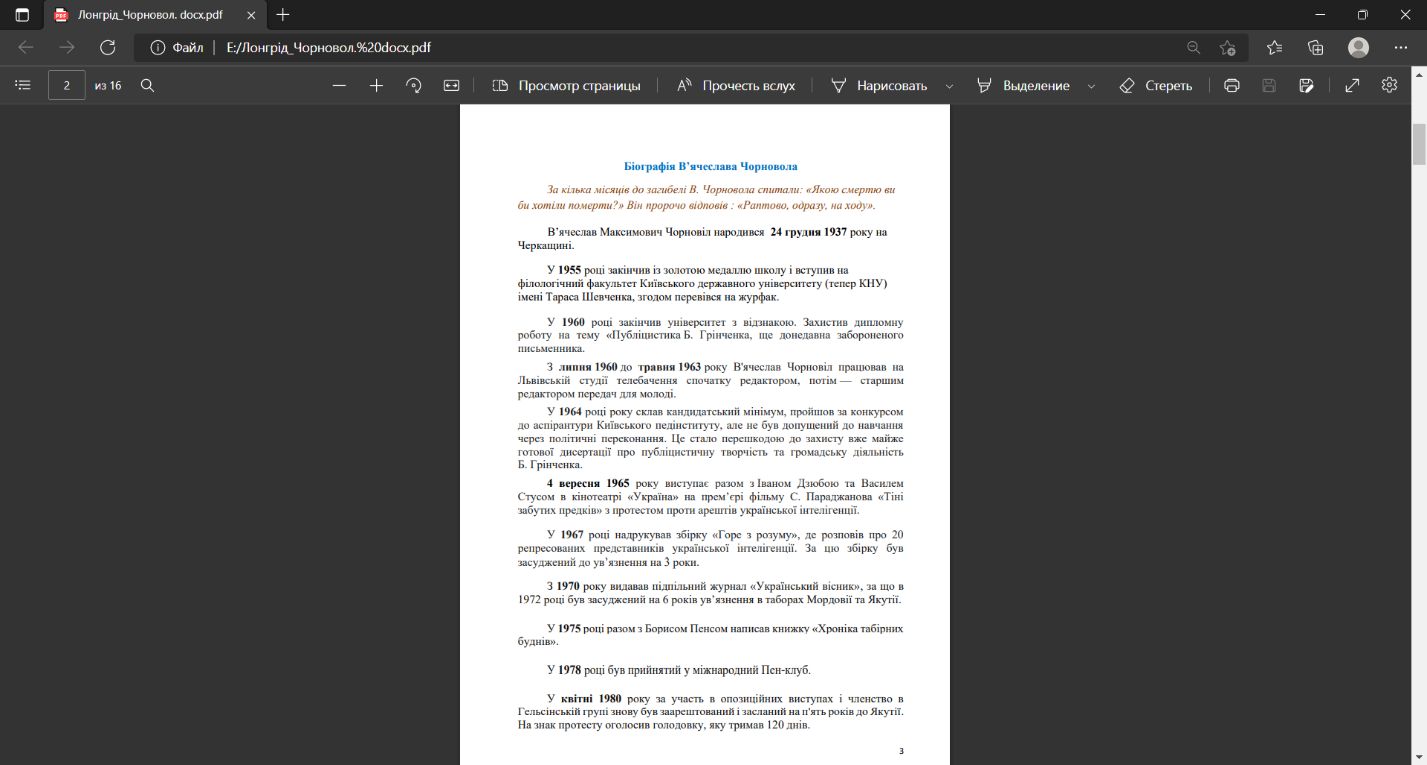 Лонгрід_Чорновол. docx.pdf
Файл
E:/Лонгрід_Чорновол.%20docx.pdf
2 из 16
Просмотр страницы
Прочесть вслух
Нарисовать
Выделение
Стереть
Біографія В’ячеслава Чорновола
За кілька місяців до загибелі В. Чорновола спитали: «Якою смертю ви
би хотіли померти?» Він пророчо відповів : «Раптово, одразу, на ходу».
В’ячеслав Максимович Чорновіл народився 24 грудня 1937 року на
Черкащині.
У 1955 році закінчив із золотою медаллю школу і вступив на
філологічний факультет Київського державного університету (тепер КНУ)
імені Тараса Шевченка, згодом перевівся на журфак.
У 1960 році закінчив університет з відзнакою. Захистив дипломну
роботу на тему «Публіцистика Б. Грінченка, ще донедавна забороненого
письменника.
З липня 1960 до травня 1963 року В'ячеслав Чорновіл працював на
Львівській студії телебачення спочатку редактором, потім — старшим
редактором передач для молоді.
У 1964 році року склав кандидатський мінімум, пройшов за конкурсом
до аспірантури Київського педінституту, але не був допущений до навчання
через політичні переконання. Це стало перешкодою до захисту вже майже
готової дисертації про публіцистичну творчість та громадську діяльність
Б. Грінченка.
4 вересня 1965 року виступає разом з Іваном Дзюбою та Василем
Стусом в кінотеатрі «Україна» на прем’єрі фільму С. Параджанова «Тіні
забутих предків» з протестом проти арештів української інтелігенції.
У 1967 році надрукував збірку «Горе з розуму», де розповів про 20
репресованих представників української інтелігенції. За цю збірку був
засуджений до ув’язнення на 3 роки.
З 1970 року видавав підпільний журнал «Український вісник», за що в
1972 році був засуджений на 6 років ув’язнення в таборах Мордовії та Якутії.
У 1975 році разом з Борисом Пенсом написав книжку «Хроніка табірних
буднів».
У 1978 році був прийнятий у міжнародний Пен-клуб.
У квітні 1980 року за участь в опозиційних виступах і членство в
Гельсінській групі знову був заарештований і засланий на п'ять років до Якутії.
На знак протесту оголосив голодовку, яку тримав 120 днів.
3